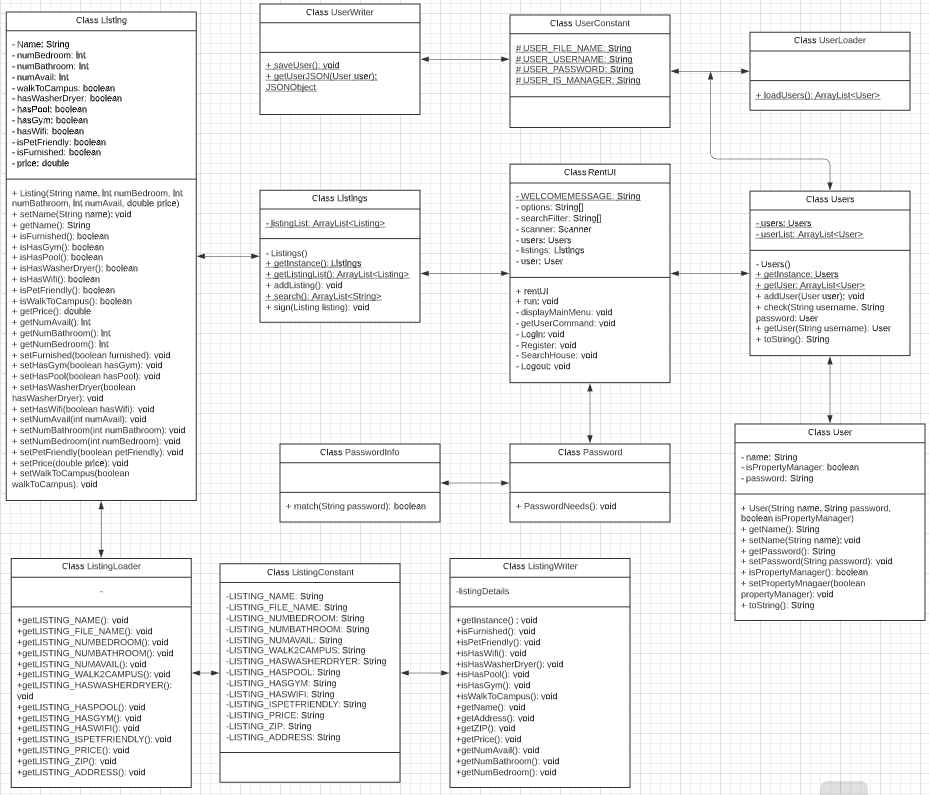 Class Listing
- Name: String
- numBedroom: Int
- numBathroom: Int
- numAvail: Int
- walkToCampus: boolean
- hasWasherDryer: boolean
- hasPool: boolean
- hasGym: boolean
- hasWifi: boolean
- isPetFriendly: boolean
- isFurnished: boolean
- price: double
+ Listing(String name, Int numBedroom, Int
numBathroom, Int numAvail, double price)
+ setName(String name): void
+ getName(): String
+ isFurnished(): boolean
+ isHasGym(): boolean
+ isHasPool(): boolean
+ isHasWasherDryer(): boolean
+ isHasWifi(): boolean
+ isPetFriendly(): boolean
+ isWalkToCampus(): boolean
+ getPrice(): double
+ getNumAvail(): Int
+ getNumBathroom(): Int
+ getNumBedroom(): Int
+ setFurnished(boolean furnished): void
+ setHasGym(boolean hasGym): void
+ setHasPool(boolean hasPool): void
+ setHasWasherDryer(boolean
hasWasherDryer): void
+ setHasWifi(boolean hasWifi): void
+ setNumAvail(int numAvail): void
+ setNumBathroom(int numBathroom): void
+ setNumBedroom(int numBedroom): void
+ setPetFriendly(boolean petFriendly): void
+ setPrice(double price): void
+ setWalkToCampus(boolean
walkToCampus): void
Class UserWriter
+ saveUser(): void
+ getUserJSON(User user):
JSONObject
Class UserConstant
# USER_FILE_NAME: String
# USER_USERNAME: String
# USER_PASSWORD: String
# USER_IS_MANAGER: String
Class UserLoader
+ loadUsers(): ArrayList<User>
Class Listings
- listingList: ArrayList<Listing>
- Listings()
+ getInstance(): Listings
+ getListingList(): ArrayList<Listing>
+ addListing(): void
+ search(): ArrayList<String>
+ sign(Listing listing): void
Class RentUI
- WELCOMEMESSAGE: String
- options: String[]
- searchFilter: String[]
- scanner: Scanner
- users: Users
- listings: Listings
- user: User
+ rentUI
+ run: void
- displayMainMenu: void
- getUserCommand: void
- LogIn: void
- Register: void
- SearchHouse: void
- Logout: void
Class Users
- users: Users
- userList: ArrayList<User>
- Users()
+ getInstance: Users
+ getUser: ArrayList<User>
+ addUser(User user): void
+ check(String username, String
password: User
+ getUser(String username): User
+ toString(): String
Class PasswordInfo
+ match(String password): boolean
Class Password
+ PasswordNeeds(): void
Class User
- name: String
- isPropertyManager: boolean
- password: String
+ User(String name, String password,
boolean isPropertyManager)
+ getName(): String
+ setName(String name): void
+ getPassword(): String
+ setPassword(String password): void
+ isPropertyManager(): boolean
+ setPropertyMnagaer(boolean
propertyManager): void
+ toString(): String
Class ListingLoader
-
+getLISTING_NAME(): void
+getLISTING_FILE_NAME(): void
+getLISTING_NUMBEDROOM(): void
+getLISTING_NUMBATHROOM(): void
+getLISTING_NUMAVAIL(): void
+getLISTING_WALK2CAMPUS(): void
+getLISTING_HASWASHERDRYER():
void
+getLISTING_HASPOOL(): void
+getLISTING_HASGYM(): void
+getLISTING_HASWIFI(): void
+getLISTING_ISPETFRIENDLY(): void
+getLISTING_PRICE(): void
+getLISTING_ZIP(): void
+getLISTING_ADDRESS(): void
Class ListingConstant
-LISTING_NAME: String
-LISTING_FILE_NAME: String
-LISTING_NUMBEDROOM: String
-LISTING_NUMBATHROOM: String
-LISTING_NUMAVAIL: String
-LISTING_WALK2CAMPUS: String
-LISTING_HASWASHERDRYER: String
-LISTING_HASPOOL: String
-LISTING_HASGYM: String
-LISTING_HASWIFI: String
-LISTING_ISPETFRIENDLY: String
-LISTING_PRICE: String
-LISTING_ZIP: String
-LISTING_ADDRESS: String
Class ListingWriter
-listingDetails
+getInstance() : void
+isFurnished(): void
+isPetFriendly(): void
+isHasWifi(): void
+isHasWasherDryer(): void
+isHasPool(): void
+isHasGym(): void
+isWalkToCampus(): void
+getName(): void
+getAddress(): void
+getZIP(): void
+getPrice(): void
+getNumAvail(): void
+getNumBathroom(): void
+getNumBedroom(): void